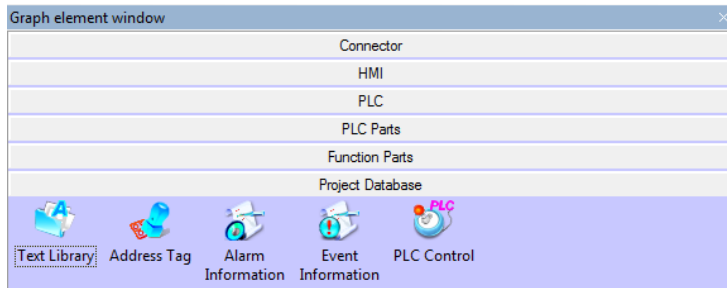 Graph element window
Connector
HMI
PLC
PLC Parts
Function Parts
Project Database
PLC
Text Library Address Tag Alarm Information Event Information PLC Control